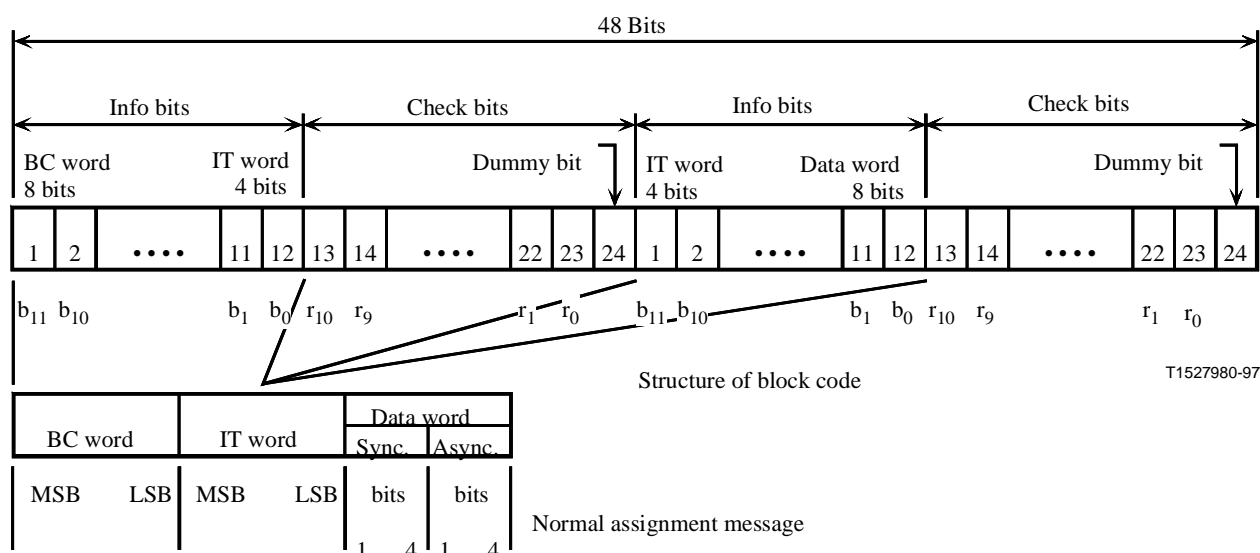 48 Bits
Info bits Check bits Info bits Check bits
BC word 8 bits IT word 4 bits Dummy bit IT word 4 bits Data word 8 bits Dummy bit
1 2 •••• 11 12 13 14 •••• 22 23 24 1 2 •••• 11 12 13 14 •••• 22 23 24
b11 b10 b1 b0 r10 r9 r1 r0 b11 b10 b1 b0 r10 r9 r1 r0
Structure of block code
T1527980-97
BC word IT word Data word
Sync. Async.
MSB LSB MSB LSB bits bits
Normal assignment message
1 4 1 4